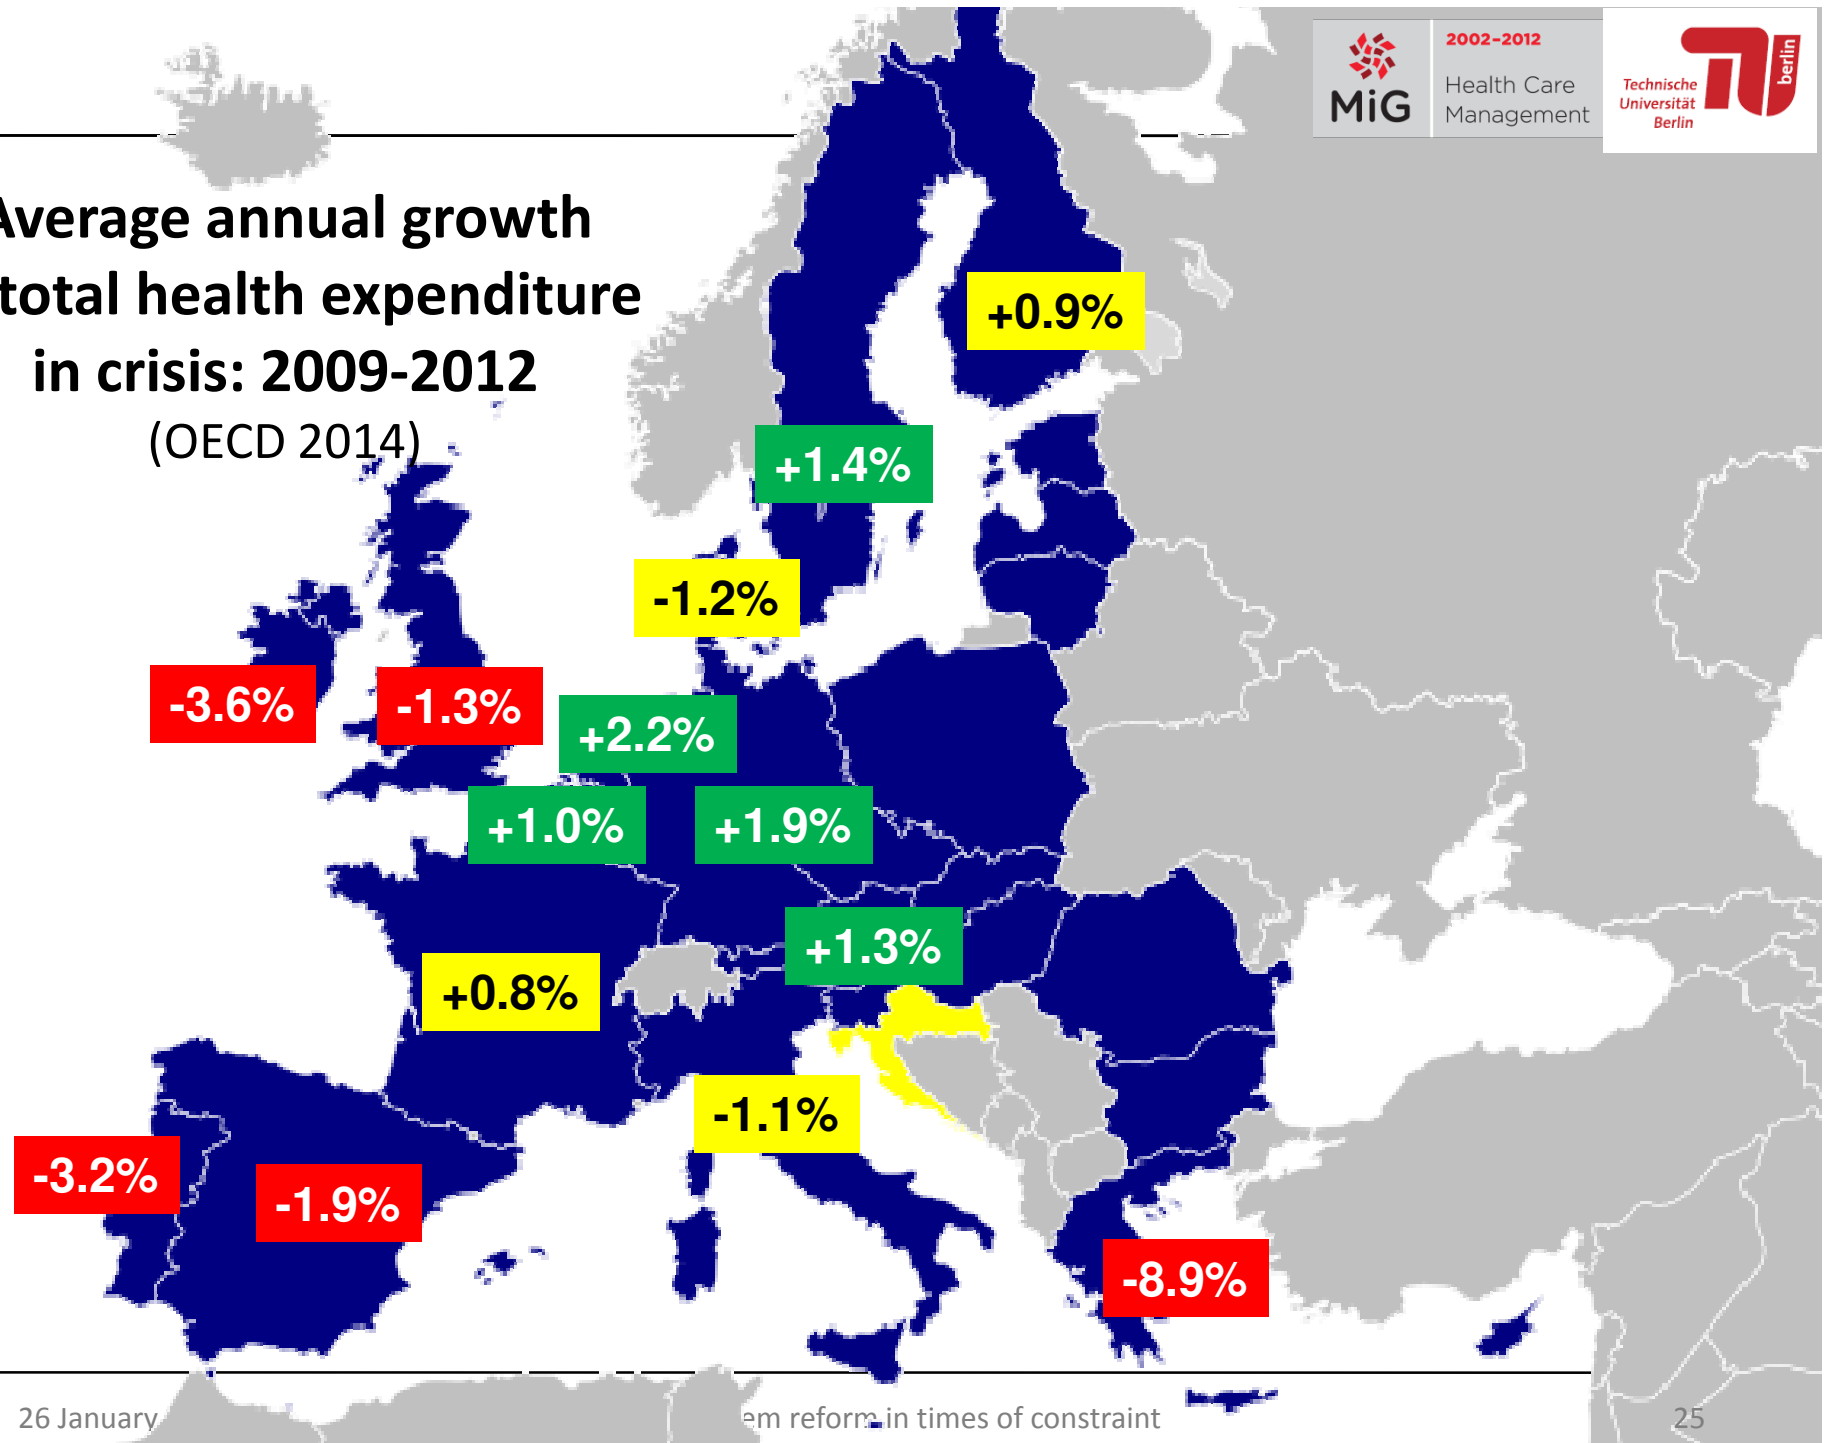 2002-2012
Health Care
Management
MiG
Technische
Universität
Berlin
berlin
Average annual growth
total health expenditure
in crisis: 2009-2012
(OECD 2014)
+0.9%
+1.4%
-1.2%
-3.6%
-1.3%
+2.2%
+1.0%
+1.9%
+1.3%
+0.8%
-1.1%
-3.2%
-1.9%
-8.9%
26 January
em reform in times of constraint
25